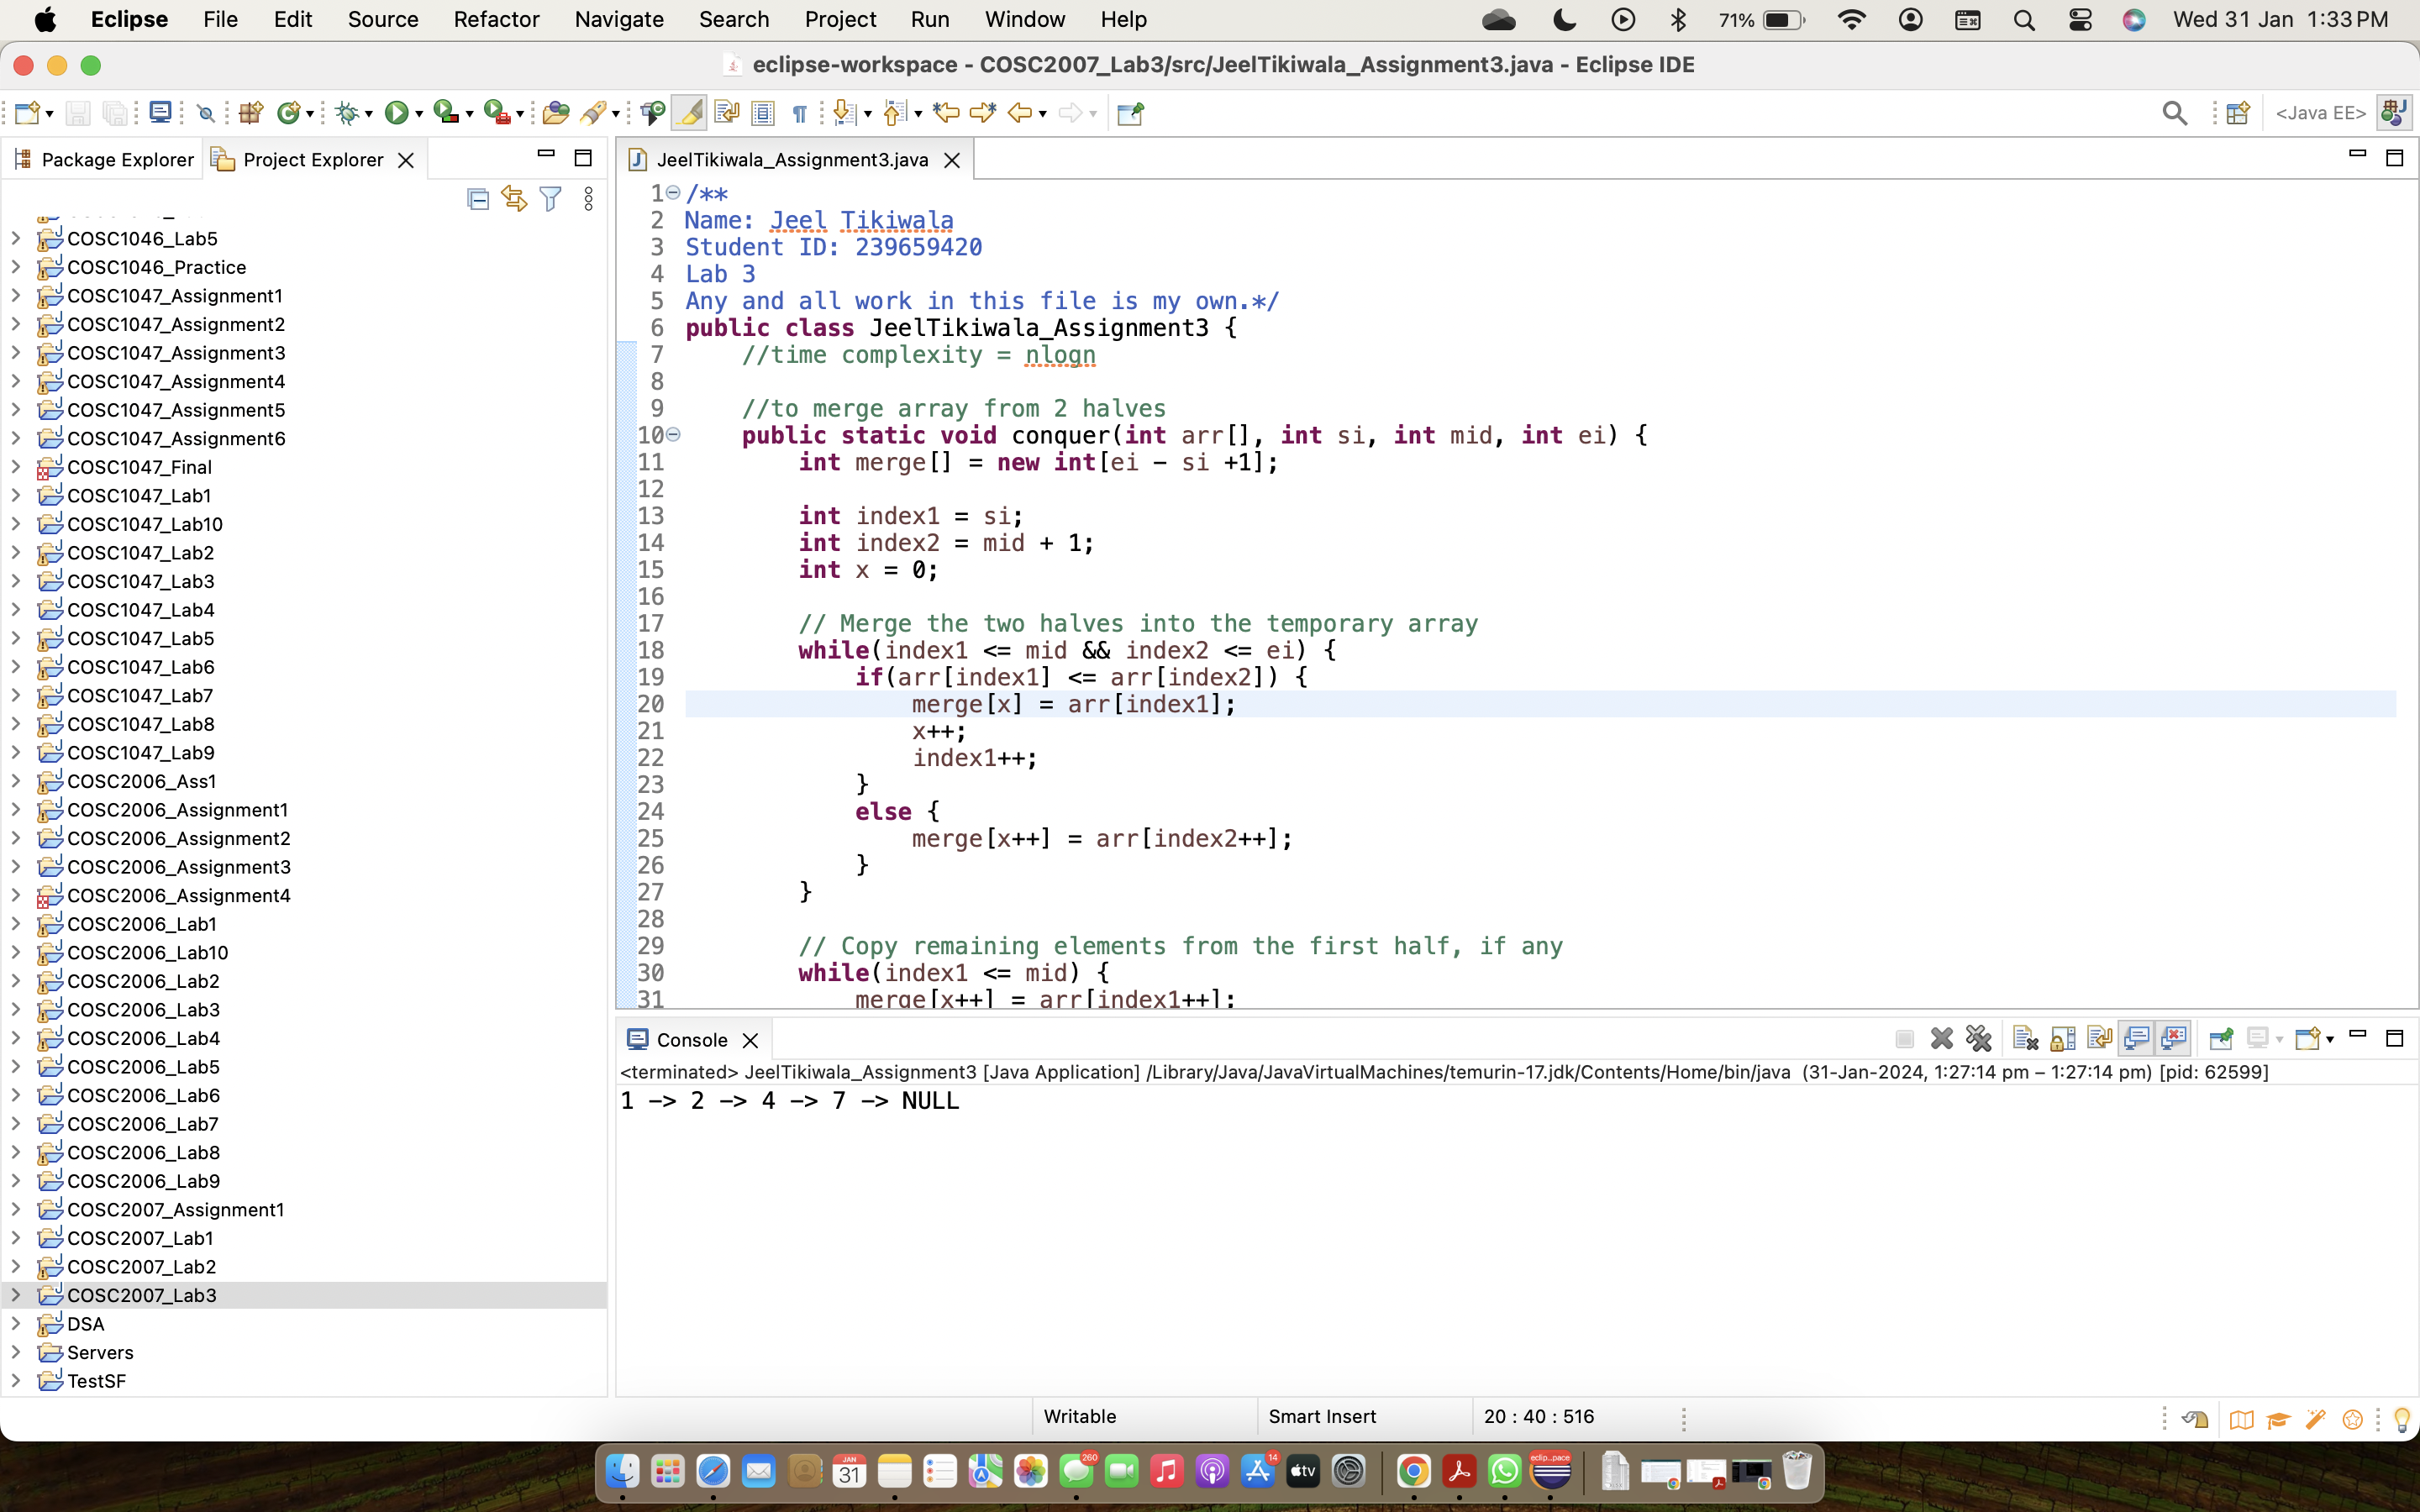 Eclipse File Edit Source Refactor Navigate Search Project Run Window Help 71% Wed 31 Jan 1:33 PM
eclipse-workspace - COSC2007_Lab3/src/JeelTikiwala_Assignment3.java - Eclipse IDE
<Java EE>
Package Explorer Project Explorer
COSC1046_Lab5
COSC1046_Practice
COSC1047_Assignment1
COSC1047_Assignment2
COSC1047_Assignment3
COSC1047_Assignment4
COSC1047_Assignment5
COSC1047_Assignment6
COSC1047_Final
COSC1047_Lab1
COSC1047_Lab10
COSC1047_Lab2
COSC1047_Lab3
COSC1047_Lab4
COSC1047_Lab5
COSC1047_Lab6
COSC1047_Lab7
COSC1047_Lab8
COSC1047_Lab9
COSC2006_Ass1
COSC2006_Assignment1
COSC2006_Assignment2
COSC2006_Assignment3
COSC2006_Assignment4
COSC2006_Lab1
COSC2006_Lab10
COSC2006_Lab2
COSC2006_Lab3
COSC2006_Lab4
COSC2006_Lab5
COSC2006_Lab6
COSC2006_Lab7
COSC2006_Lab8
COSC2006_Lab9
COSC2007_Assignment1
COSC2007_Lab1
COSC2007_Lab2
COSC2007_Lab3
DSA
Servers
TestSF
JeelTikiwala_Assignment3.java
1 /**
2 Name: Jeel Tikiwala
3 Student ID: 239659420
4 Lab 3
5 Any and all work in this file is my own.*/
6 public class JeelTikiwala_Assignment3 {
7 //time complexity = nlogn
8
9 //to merge array from 2 halves
10 public static void conquer(int arr[], int si, int mid, int ei) {
11 int merge[] = new int[ei - si +1];
12
13 int index1 = si;
14 int index2 = mid + 1;
15 int x = 0;
16
17 // Merge the two halves into the temporary array
18 while(index1 <= mid && index2 <= ei) {
19 if(arr[index1] <= arr[index2]) {
20 merge[x] = arr[index1];
21 x++;
22 index1++;
23 }
24 else {
25 merge[x++] = arr[index2++];
26 }
27 }
28
29 // Copy remaining elements from the first half, if any
30 while(index1 <= mid) {
31 merge[x++] = arr[index1++];
Console
<terminated> JeelTikiwala_Assignment3 [Java Application] /Library/Java/JavaVirtualMachines/temurin-17.jdk/Contents/Home/bin/java (31-Jan-2024, 1:27:14 pm – 1:27:14 pm) [pid: 62599]
1 -> 2 -> 4 -> 7 -> NULL
Writable Smart Insert 20 : 40 : 516
JAN
31
260
14
tv
eclip...pace